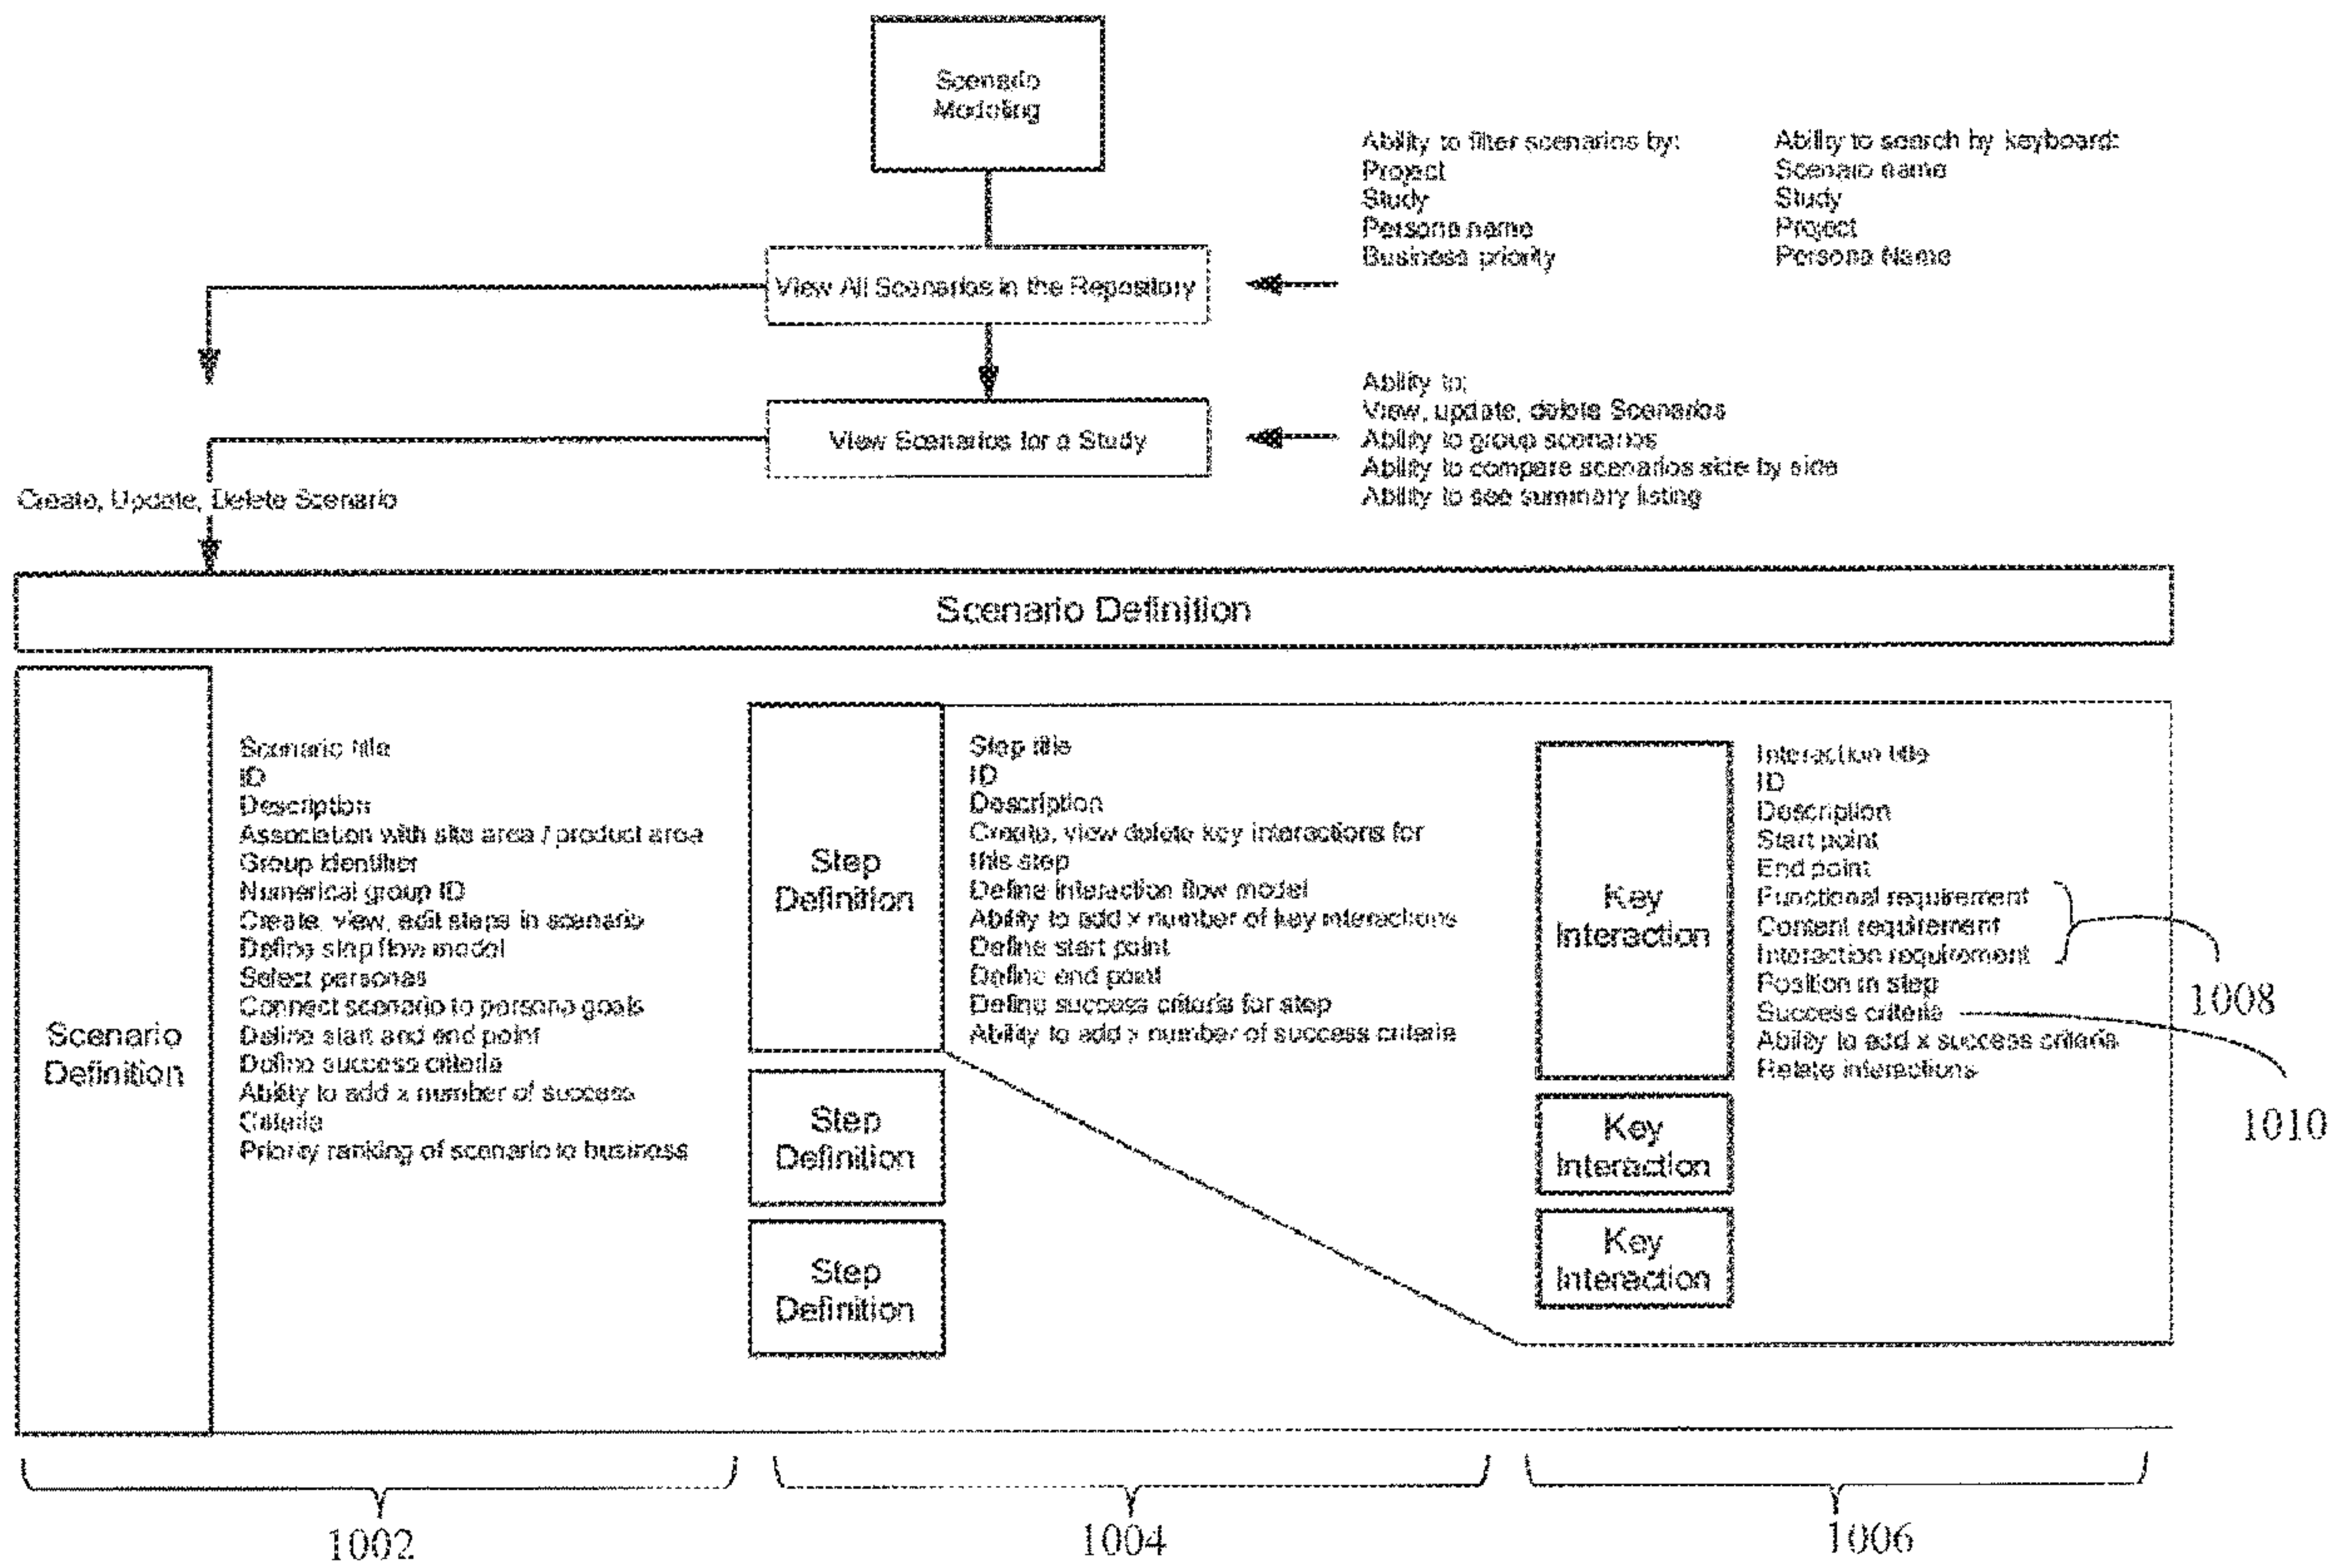 Scenario
Modeling
Ability to filter scenarios by:
Project
Study
Persona name
Business priority
Ability to search by keyboard:
Scenario name
Study
Project
Persona Name
View All Scenarios in the Repository
Ability to:
View, update, delete Scenarios
Ability to group scenarios
Ability to compare scenarios side by side
Ability to see summary listing
View Scenarios for a Study
Create, Update, Delete Scenario
Scenario Definition
Scenario
Definition
Scenario title
ID
Description
Association with site area / product area
Group identifier
Numerical group ID
Create, view, edit steps in scenario
Define step flow model
Select personas
Connect scenario to persona goals
Define start and end point
Define success criteria
Ability to add x number of success
Criteria
Priority ranking of scenario to business
Step
Definition
Step title
ID
Description
Create, view delete key interactions for
this step
Define interaction flow model
Ability to add x number of key interactions
Define start point
Define end point
Define success criteria for step
Ability to add x number of success criteria
Step
Definition
Step
Definition
Key
Interaction
Interaction title
ID
Description
Start point
End point
Functional requirement
Content requirement
Interaction requirement
Position in step
Success criteria
Ability to add x success criteria
Relate interactions
1008
1010
Key
Interaction
Key
Interaction
1002
1004
1006